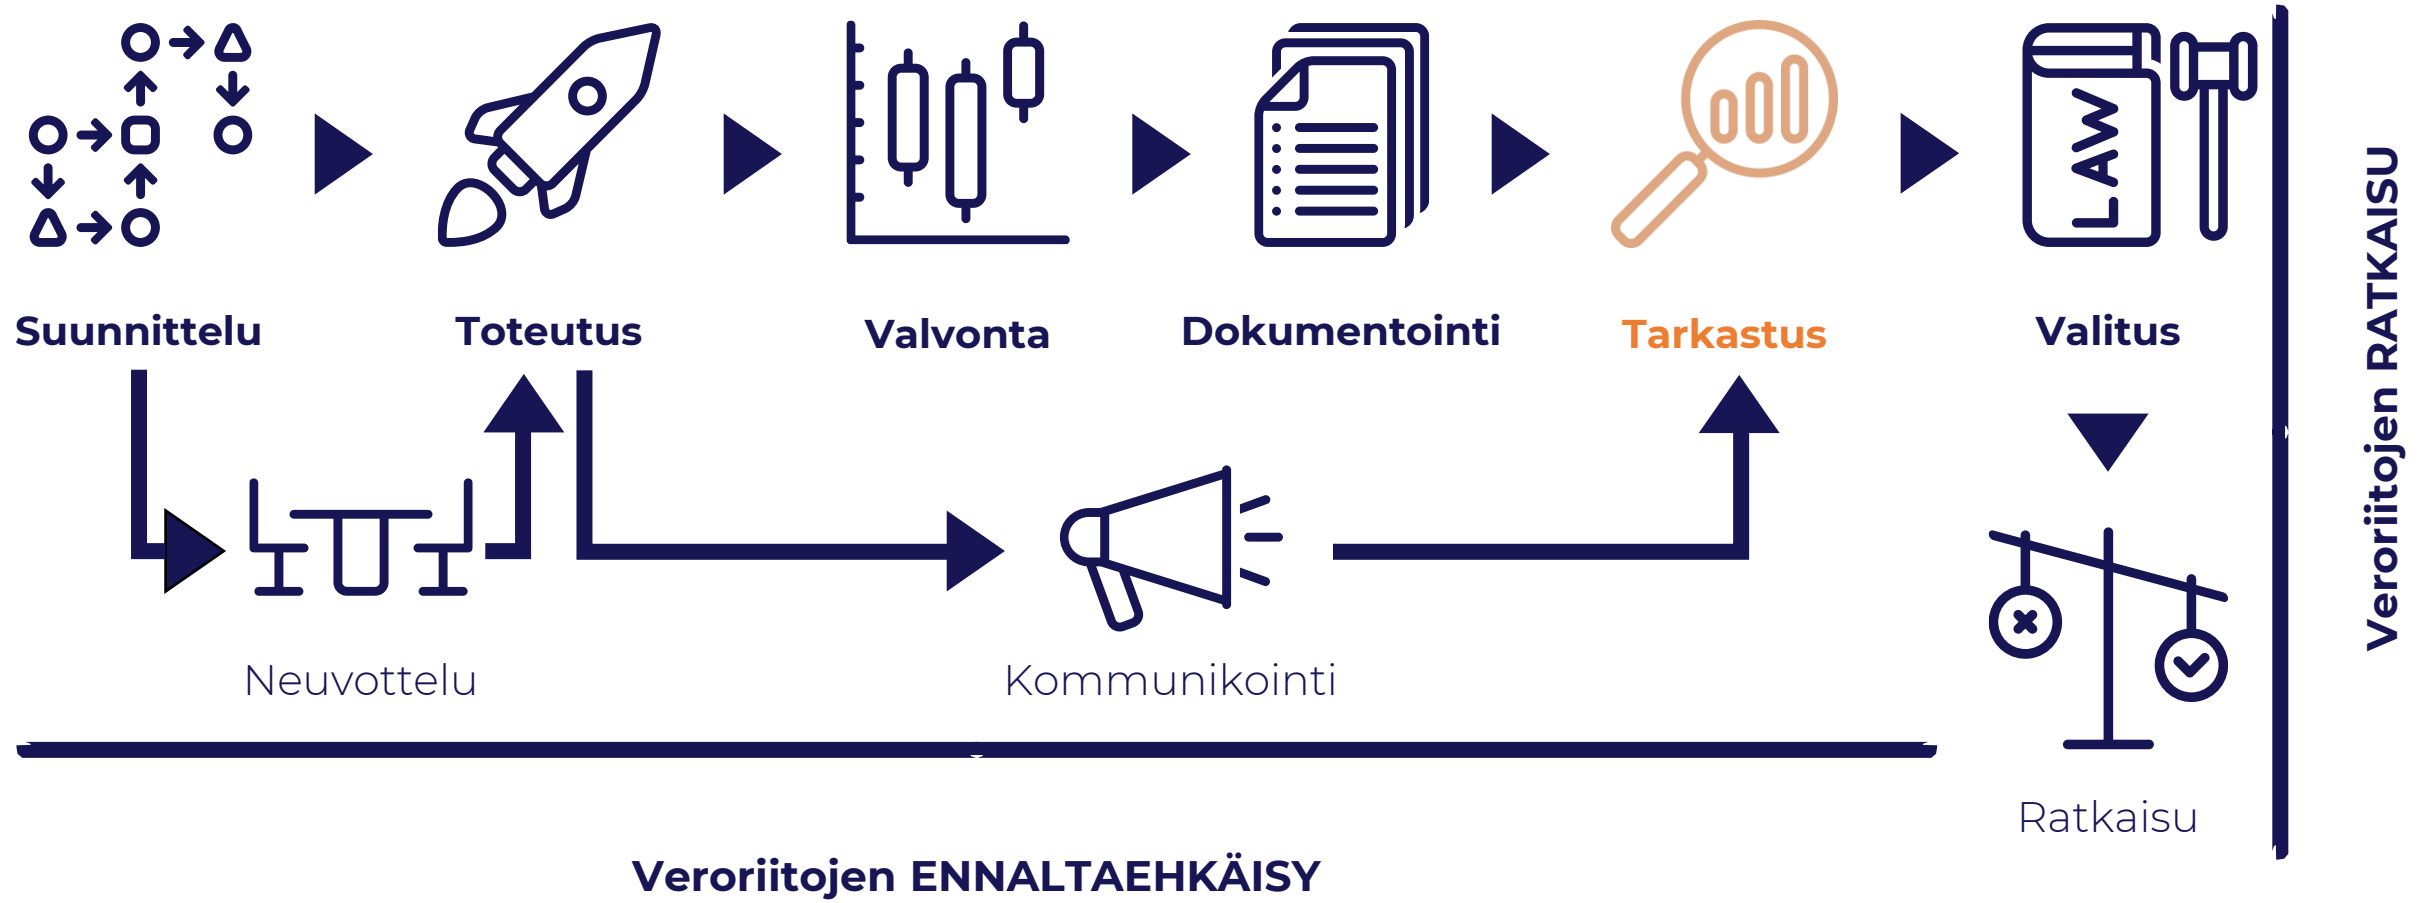 LAW
Suunnittelu
Toteutus
Valvonta
Dokumentointi
Tarkastus
Valitus
Neuvottelu
Kommunikointi
Ratkaisu
Veroriitojen ENNALTAEHKÄISY
Veroriitojen RATKAISU